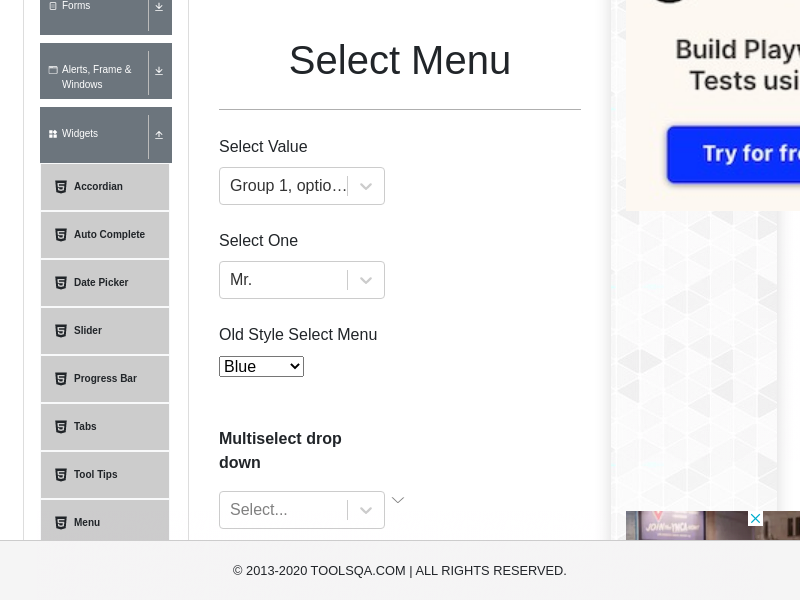 Forms
Alerts, Frame &
Windows
Widgets
Accordian
Auto Complete
Date Picker
Slider
Progress Bar
Tabs
Tool Tips
Menu
Select Menu
Select Value
Group 1, optio...
Select One
Mr.
Old Style Select Menu
Blue
Multiselect drop
down
Select...
Build Playw
Tests usi
Try for fre
© 2013-2020 TOOLSQA.COM | ALL RIGHTS RESERVED.